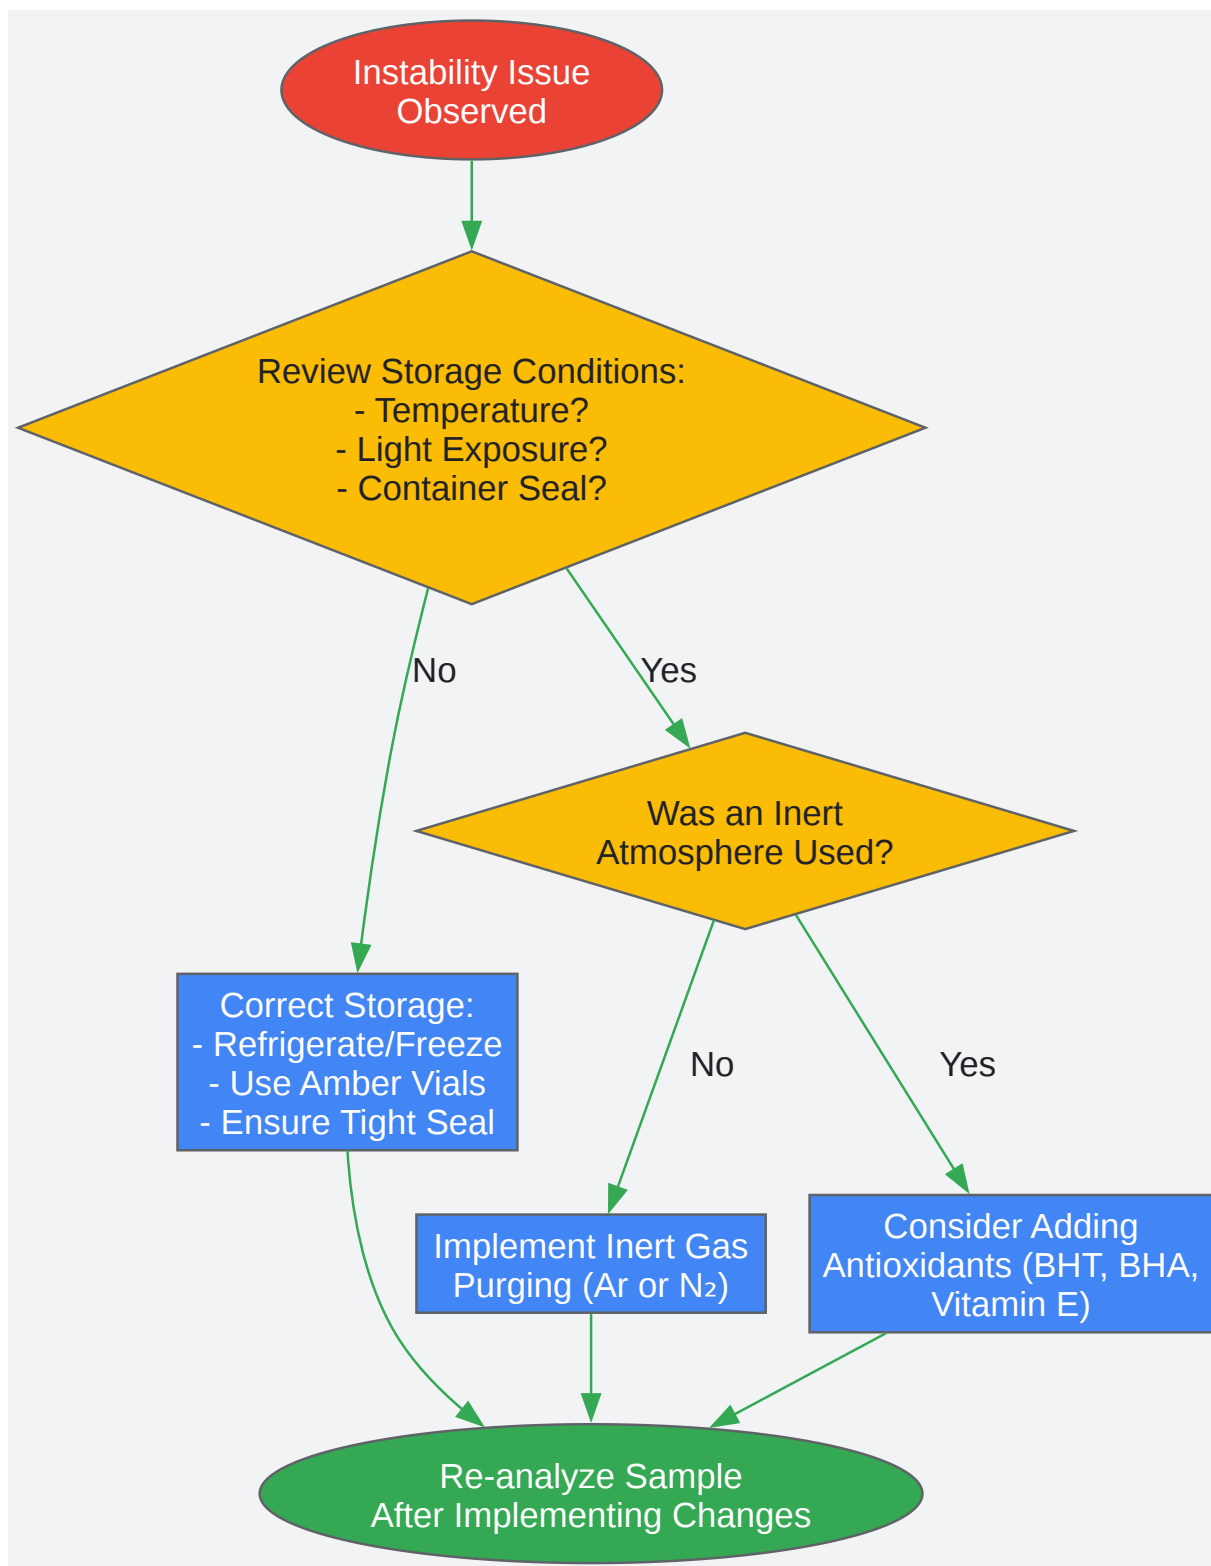 Instability Issue
Observed
Review Storage Conditions:
- Temperature?
- Light Exposure?
- Container Seal?
No
Yes
Was an Inert
Atmosphere Used?
Correct Storage:
- Refrigerate/Freeze
- Use Amber Vials
- Ensure Tight Seal
No
Yes
Implement Inert Gas
Purging (Ar or N₂)
Consider Adding
Antioxidants (BHT, BHA,
Vitamin E)
Re-analyze Sample
After Implementing Changes